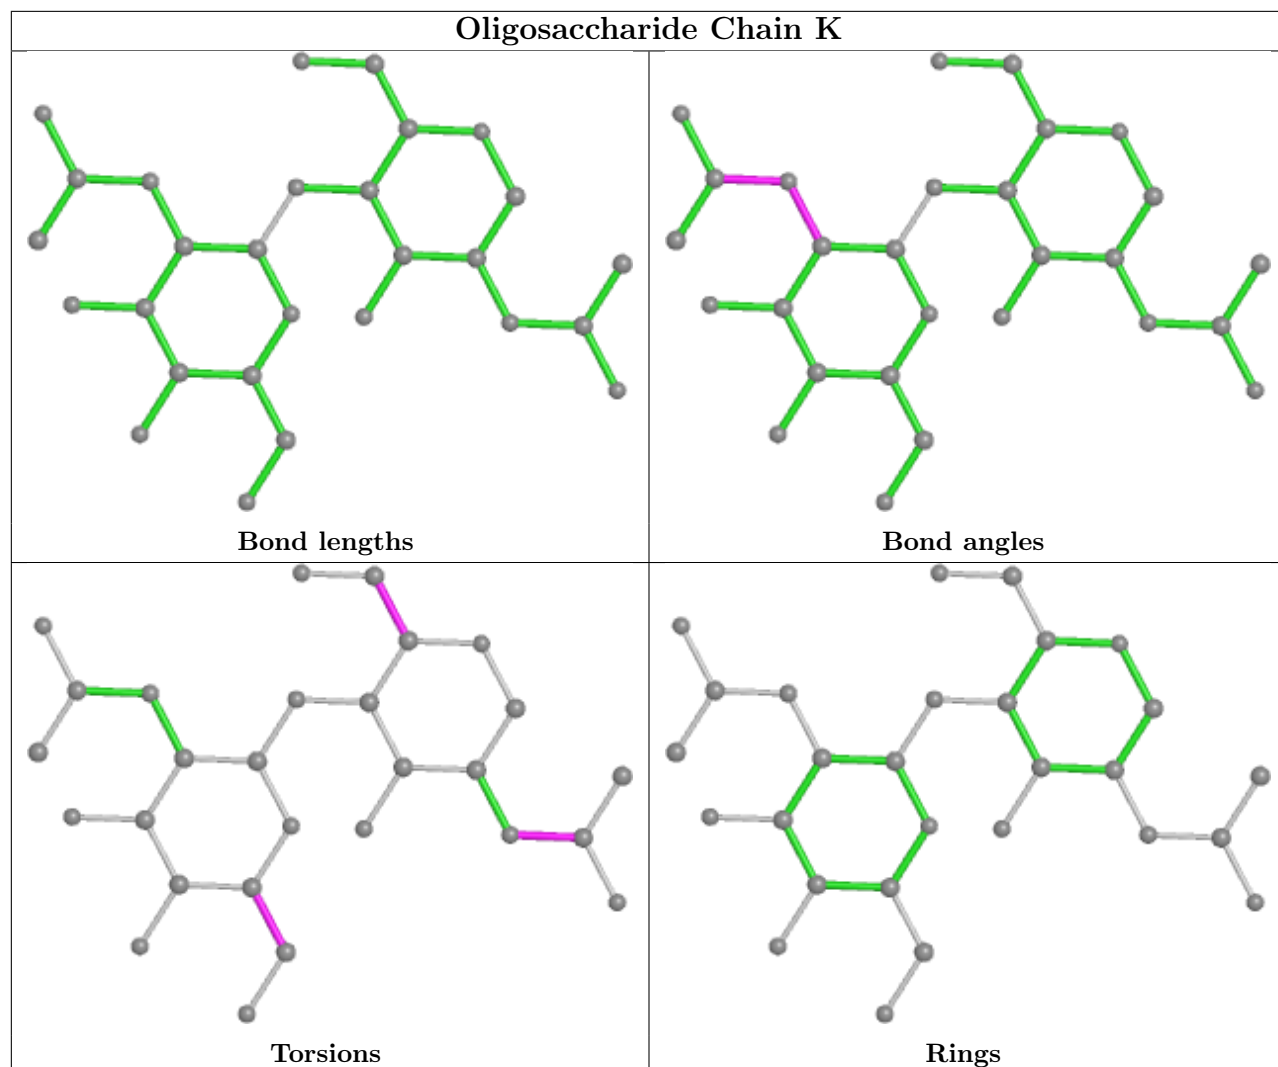 Oligosaccharide Chain K
Bond lengths
Bond angles
Torsions
Rings